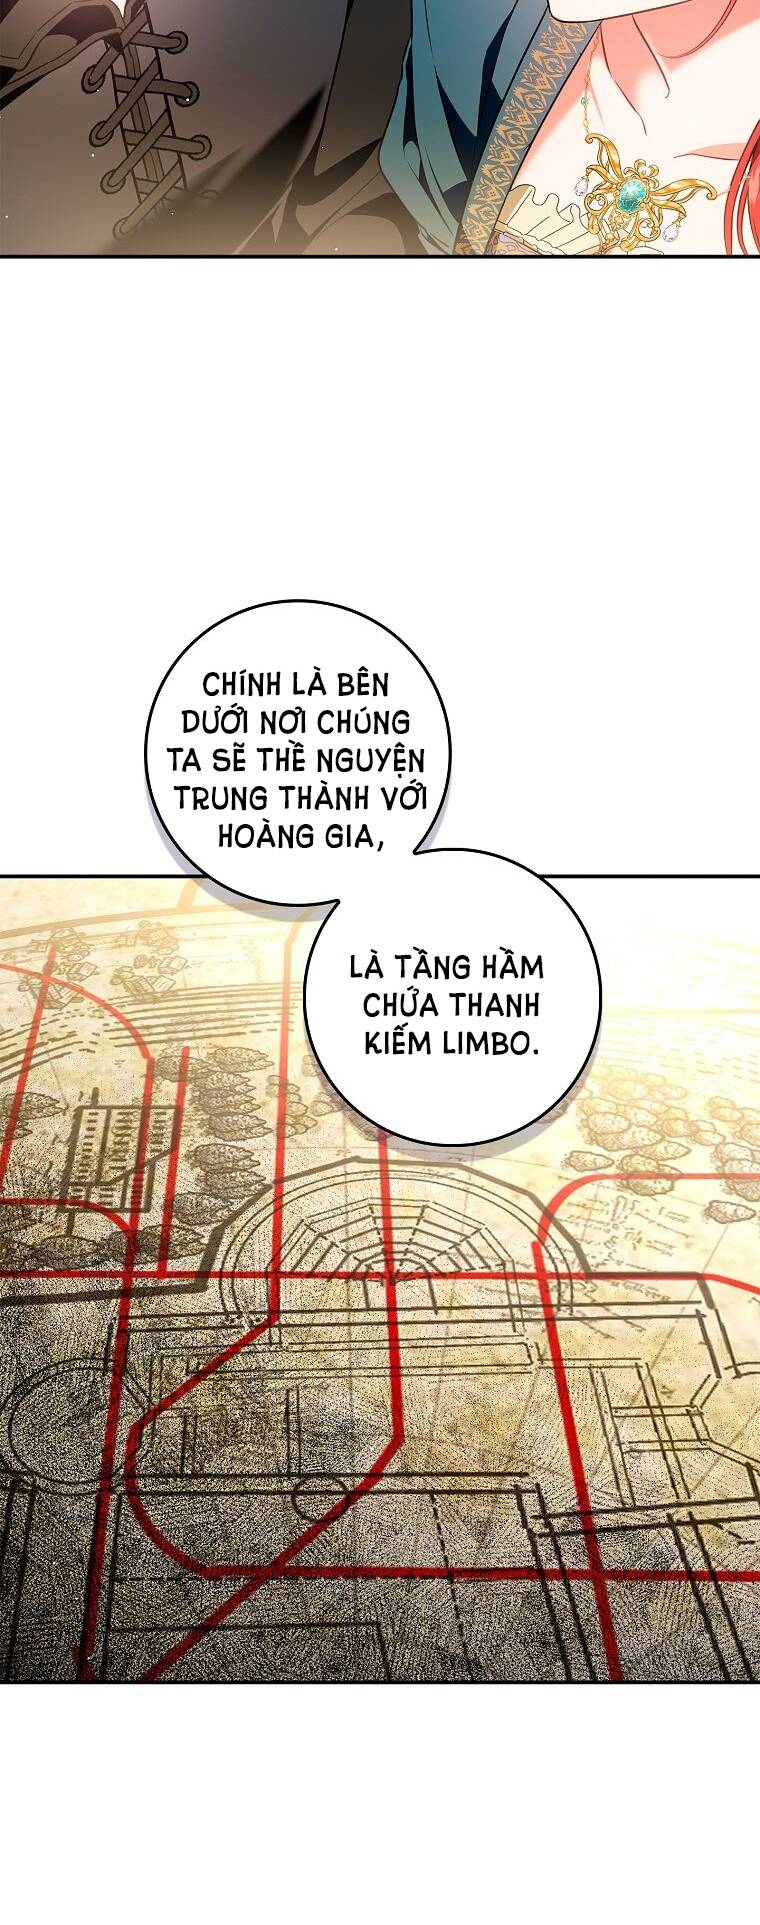 CHÍNH LÀ BÊN
DƯỚI NƠI CHÚNG
TA SẼ THỀ NGUYỆN
TRUNG THÀNH VỚI
HOÀNG GIA,
LÀ TẦNG HẦM
CHỨA THANH
KIẾM LIMBO.